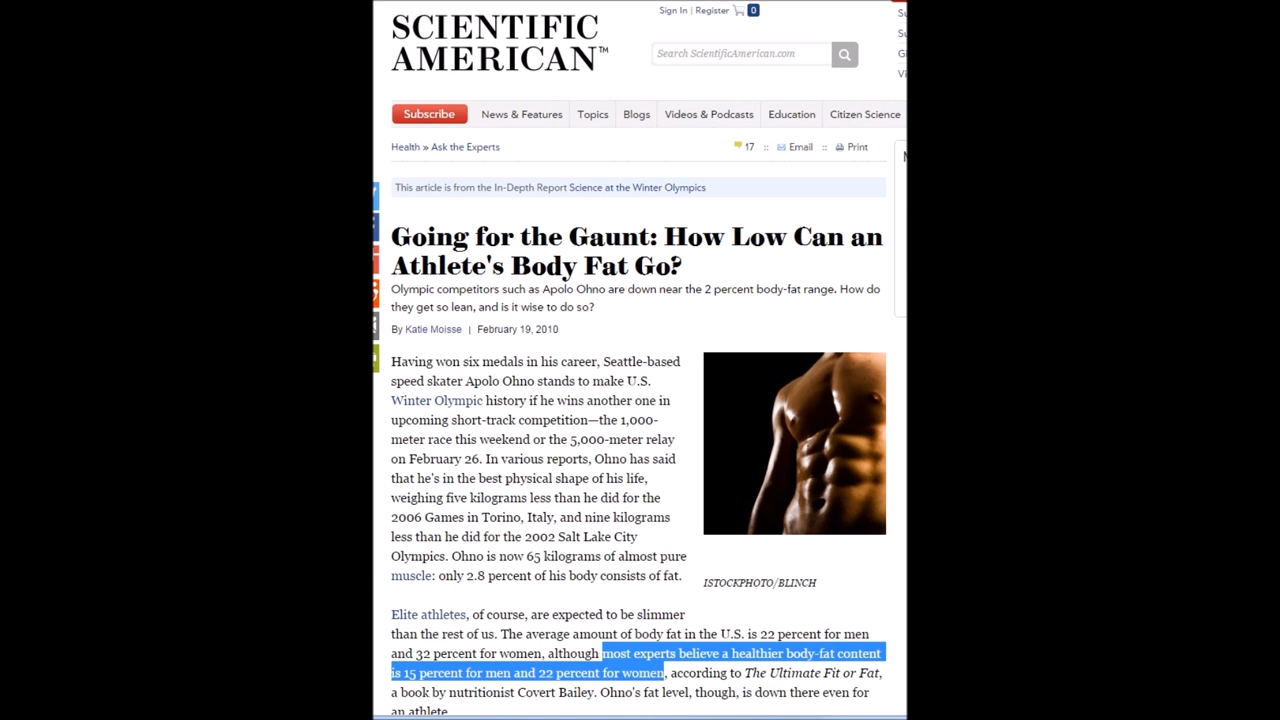 SCIENTIFIC
AMERICAN™
Sign In | Register 0
Search ScientificAmerican.com
Subscribe News & Features Topics Blogs Videos & Podcasts Education Citizen Science
Health » Ask the Experts
17 :: Email :: Print
This article is from the In-Depth Report Science at the Winter Olympics
Going for the Gaunt: How Low Can an
Athlete's Body Fat Go?
Olympic competitors such as Apolo Ohno are down near the 2 percent body-fat range. How do
they get so lean, and is it wise to do so?
By Katie Moisse | February 19, 2010
Having won six medals in his career, Seattle-based
speed skater Apolo Ohno stands to make U.S.
Winter Olympic history if he wins another one in
upcoming short-track competition—the 1,000-
meter race this weekend or the 5,000-meter relay
on February 26. In various reports, Ohno has said
that he's in the best physical shape of his life,
weighing five kilograms less than he did for the
2006 Games in Torino, Italy, and nine kilograms
less than he did for the 2002 Salt Lake City
Olympics. Ohno is now 65 kilograms of almost pure
muscle: only 2.8 percent of his body consists of fat.
ISTOCKPHOTO/BLINCH
Elite athletes, of course, are expected to be slimmer
than the rest of us. The average amount of body fat in the U.S. is 22 percent for men
and 32 percent for women, although most experts believe a healthier body-fat content
is 15 percent for men and 22 percent for women, according to The Ultimate Fit or Fat,
a book by nutritionist Covert Bailey. Ohno's fat level, though, is down there even for
an athlete.